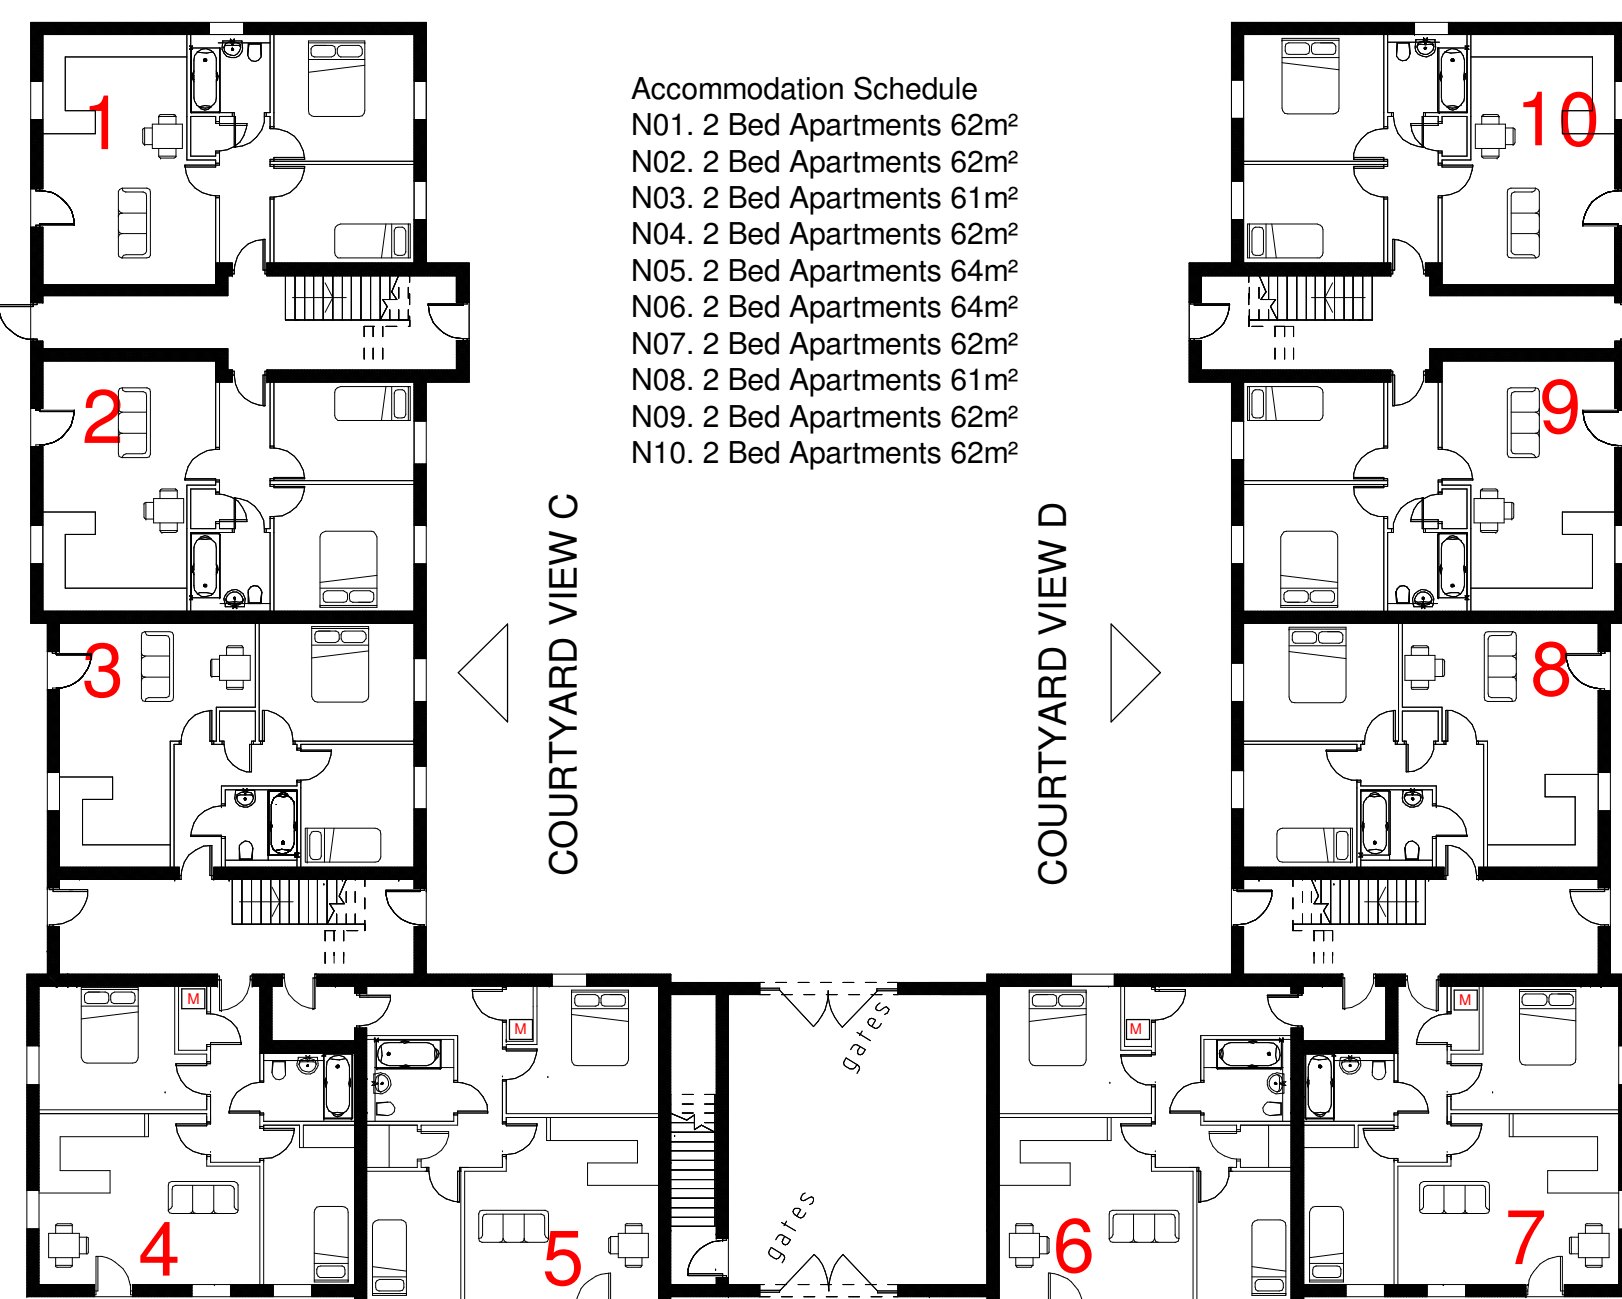 Accommodation Schedule
N01. 2 Bed Apartments 62m²
N02. 2 Bed Apartments 62m²
N03. 2 Bed Apartments 61m²
N04. 2 Bed Apartments 62m²
N05. 2 Bed Apartments 64m²
N06. 2 Bed Apartments 64m²
N07. 2 Bed Apartments 62m²
N08. 2 Bed Apartments 61m²
N09. 2 Bed Apartments 62m²
N10. 2 Bed Apartments 62m²
1
10
2
9
COURTYARD VIEW C
COURTYARD VIEW D
3
8
M
M
M
M
gates
gates
4
5
6
7